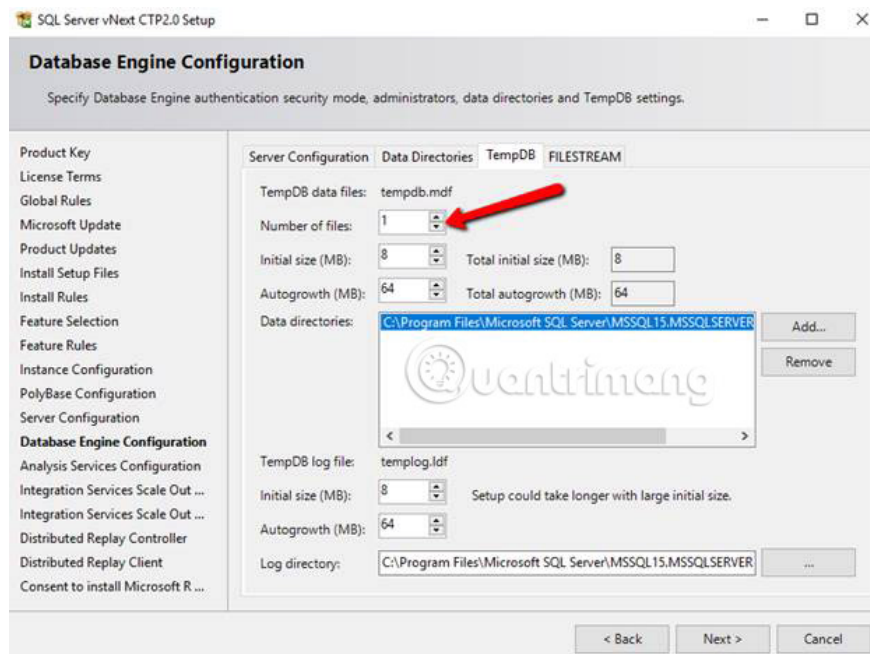 SQL Server vNext CTP2.0 Setup
Database Engine Configuration
Specify Database Engine authentication security mode, administrators, data directories and TempDB settings.
Product Key
License Terms
Global Rules
Microsoft Update
Product Updates
Install Setup Files
Install Rules
Feature Selection
Feature Rules
Instance Configuration
PolyBase Configuration
Server Configuration
Database Engine Configuration
Analysis Services Configuration
Integration Services Scale Out ...
Integration Services Scale Out ...
Distributed Replay Controller
Distributed Replay Client
Consent to install Microsoft R ...
Server Configuration Data Directories TempDB FILESTREAM
TempDB data files: tempdb.mdf
Number of files: 1
Initial size (MB): 8 Total initial size (MB): 8
Autogrowth (MB): 64 Total autogrowth (MB): 64
Data directories: C:\Program Files\Microsoft SQL Server\MSSQL15.MSSQLSERVER Add...
Remove
Quantrimang
TempDB log file: templog.ldf
Initial size (MB): 8 Setup could take longer with large initial size.
Autogrowth (MB): 64
Log directory: C:\Program Files\Microsoft SQL Server\MSSQL15.MSSQLSERVER ...
< Back Next > Cancel